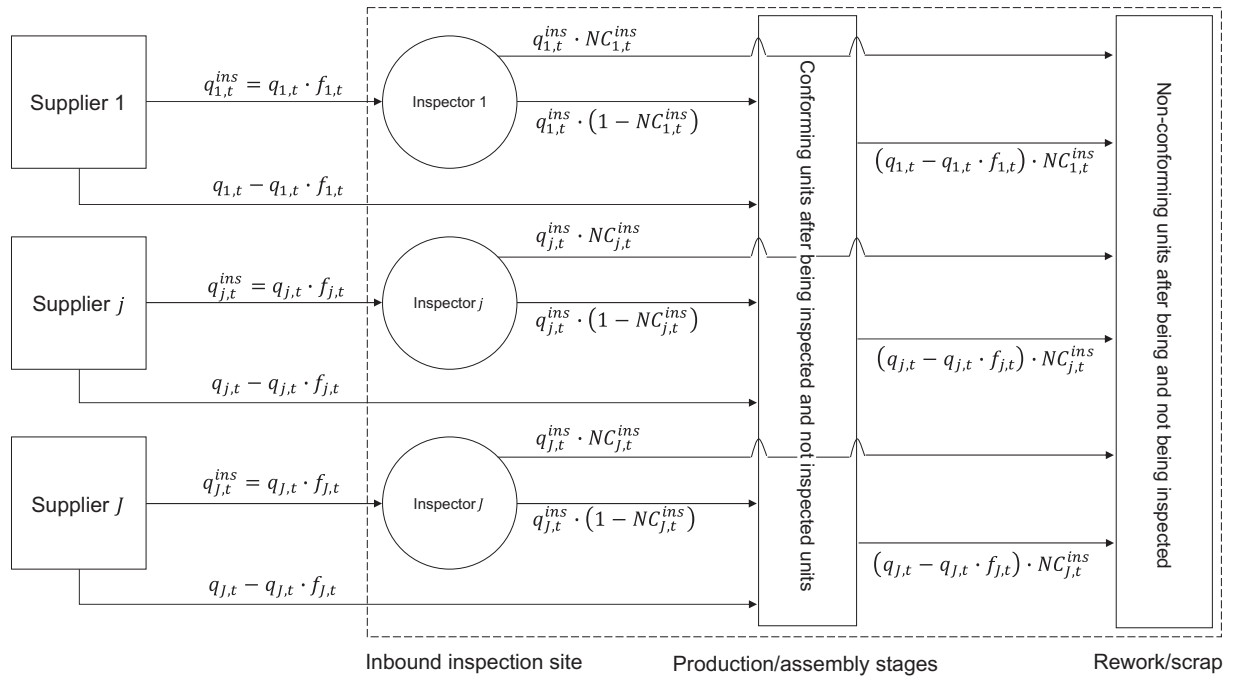 Supplier 1
q_{1,t}^{ins} = q_{1,t} · f_{1,t}
Inspector 1
q_{1,t}^{ins} · NC_{1,t}^{ins}
q_{1,t}^{ins} · (1 − NC_{1,t}^{ins})
q_{1,t} − q_{1,t} · f_{1,t}
(q_{1,t} − q_{1,t} · f_{1,t}) · NC_{1,t}^{ins}
Supplier j
q_{j,t}^{ins} = q_{j,t} · f_{j,t}
Inspector j
q_{j,t}^{ins} · NC_{j,t}^{ins}
q_{j,t}^{ins} · (1 − NC_{j,t}^{ins})
q_{j,t} − q_{j,t} · f_{j,t}
(q_{j,t} − q_{j,t} · f_{j,t}) · NC_{j,t}^{ins}
Supplier J
q_{J,t}^{ins} = q_{J,t} · f_{J,t}
Inspector J
q_{J,t}^{ins} · NC_{J,t}^{ins}
q_{J,t}^{ins} · (1 − NC_{J,t}^{ins})
q_{J,t} − q_{J,t} · f_{J,t}
(q_{J,t} − q_{J,t} · f_{J,t}) · NC_{J,t}^{ins}
Conforming units after being inspected and not inspected units
Non-conforming units after being and not being inspected
Inbound inspection site
Production/assembly stages
Rework/scrap